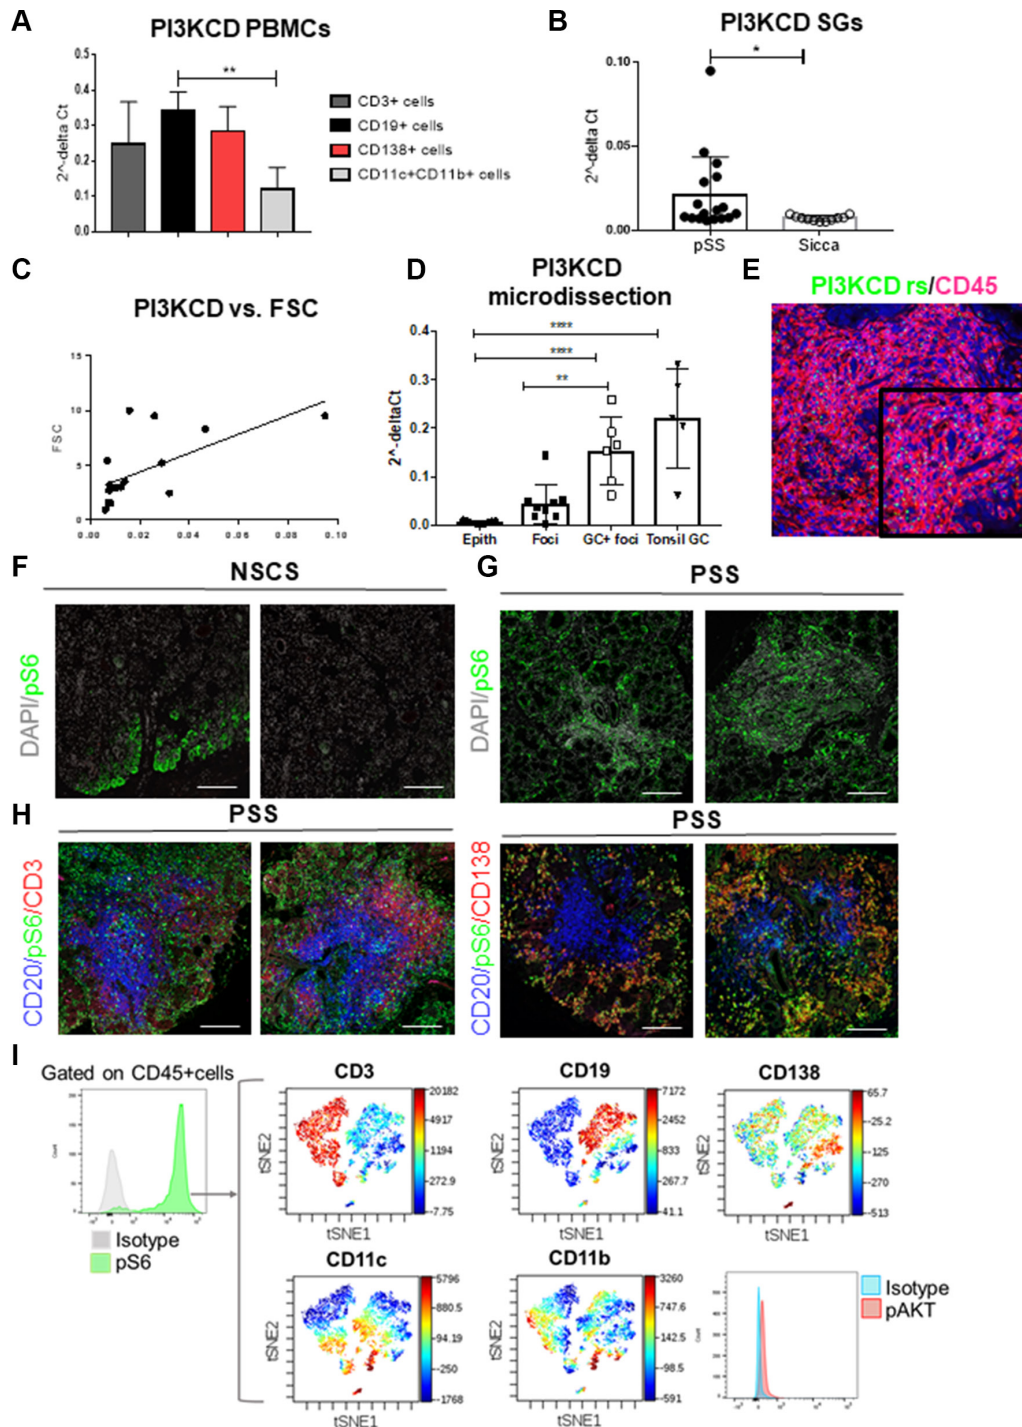 A
PI3KCD PBMCs
2^-delta Ct
0.5
0.4
0.3
0.2
0.1
0.0
**
CD3+ cells
CD19+ cells
CD138+ cells
CD11c+CD11b+ cells
B
PI3KCD SGs
*
2^-delta Ct
0.10
0.05
0.00
pSS
Sicca
C
PI3KCD vs. FSC
FSC
15
10
5
0
0.00
0.02
0.04
0.06
0.08
0.10
D
PI3KCD
microdissection
2^-deltaCt
0.4
0.3
0.2
0.1
0.0
****
****
**
Epith
Foci
GC+ foci
Tonsil GC
E
PI3KCD rs/CD45
F
NSCS
DAPI/pS6
G
PSS
DAPI/pS6
H
PSS
CD20/pS6/CD3
PSS
CD20/pS6/CD138
I
Gated on CD45+cells
Count
Isotype
pS6
CD3
tSNE2
tSNE1
20182
4917
1194
272.9
-7.75
CD19
tSNE2
tSNE1
7172
2452
833
267.7
41.1
CD138
tSNE2
tSNE1
65.7
-25.2
-125
-270
-513
CD11c
tSNE2
tSNE1
5796
880.5
94.19
-250
-1768
CD11b
tSNE2
tSNE1
3260
747.6
142.5
-98.5
-591
Count
Isotype
pAKT